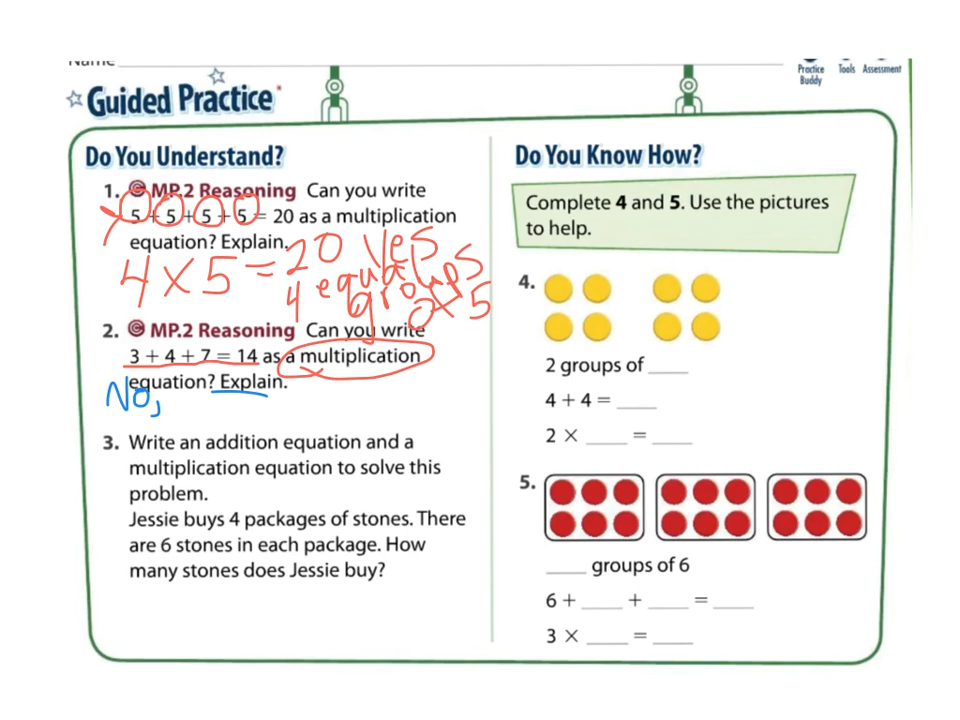 Name
Practice Buddy
Tools
Assessment
Guided Practice
Do You Understand?
1. MP.2 Reasoning Can you write
5 + 5 + 5 + 5 = 20 as a multiplication
equation? Explain.
4 x 5 = 20 yes
4 equal groups
2. MP.2 Reasoning Can you write
3 + 4 + 7 = 14 as a multiplication
equation? Explain.
No,
3. Write an addition equation and a
multiplication equation to solve this
problem.
Jessie buys 4 packages of stones. There
are 6 stones in each package. How
many stones does Jessie buy?
Do You Know How?
Complete 4 and 5. Use the pictures
to help.
4.
2 groups of ____
4 + 4 = ____
2 × ____ = ____
5.
____ groups of 6
6 + ____ + ____ = ____
3 × ____ = ____